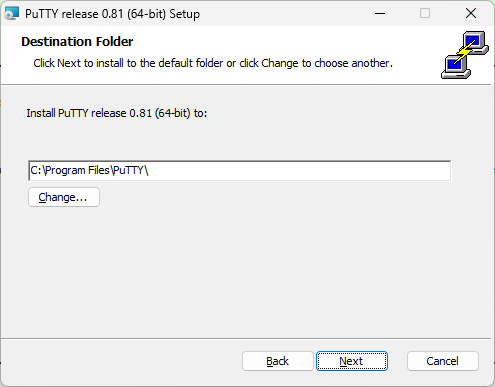 PuTTY release 0.81 (64-bit) Setup
Destination Folder
Click Next to install to the default folder or click Change to choose another.
Install PuTTY release 0.81 (64-bit) to:
C:\Program Files\PuTTY\
Change...
Back
Next
Cancel